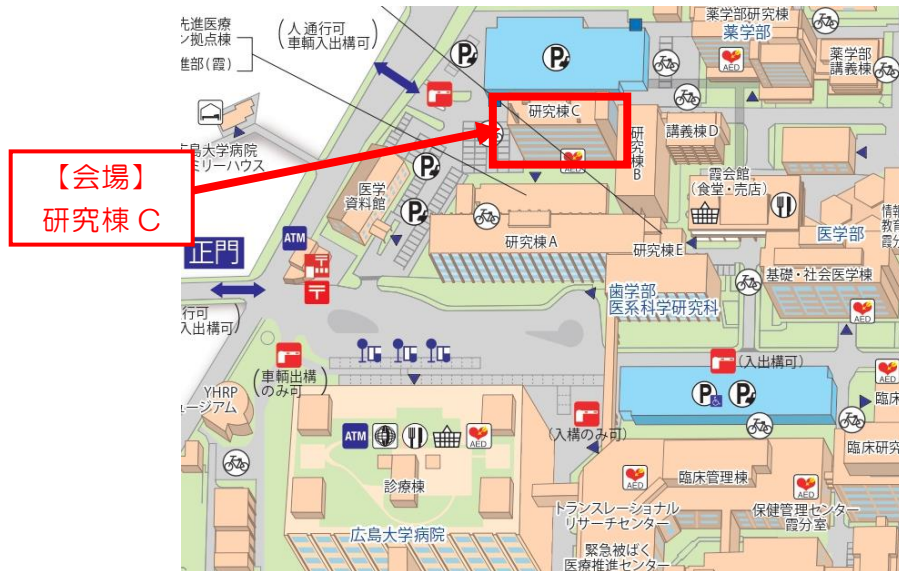 先進医療
ン拠点棟
進部(霞)
(人通行可
車輌入出構可)
薬学部研究棟
薬学部
AED
薬学部
講義棟
研究棟C
AED
研究棟B
講義棟D
霞会館
(食堂・売店)
広島大学病院
ミリーハウス
【会場】
研究棟C
医学
資料館
研究棟A
研究棟E
医学部
情報
教育
霞分
基礎・社会医学棟
AED
ATM
正門
歯学部
医系科学研究科
行可
入出構可)
(車輌出構
のみ可)
YHRP
ュージアム
(入出構可)
AED
臨床
(入構のみ可)
ATM
AED
診療棟
広島大学病院
AED
臨床管理棟
AED
臨床研究
トランスレーショナル
リサーチセンター
保健管理センター
霞分室
緊急被ばく
医療推進センター